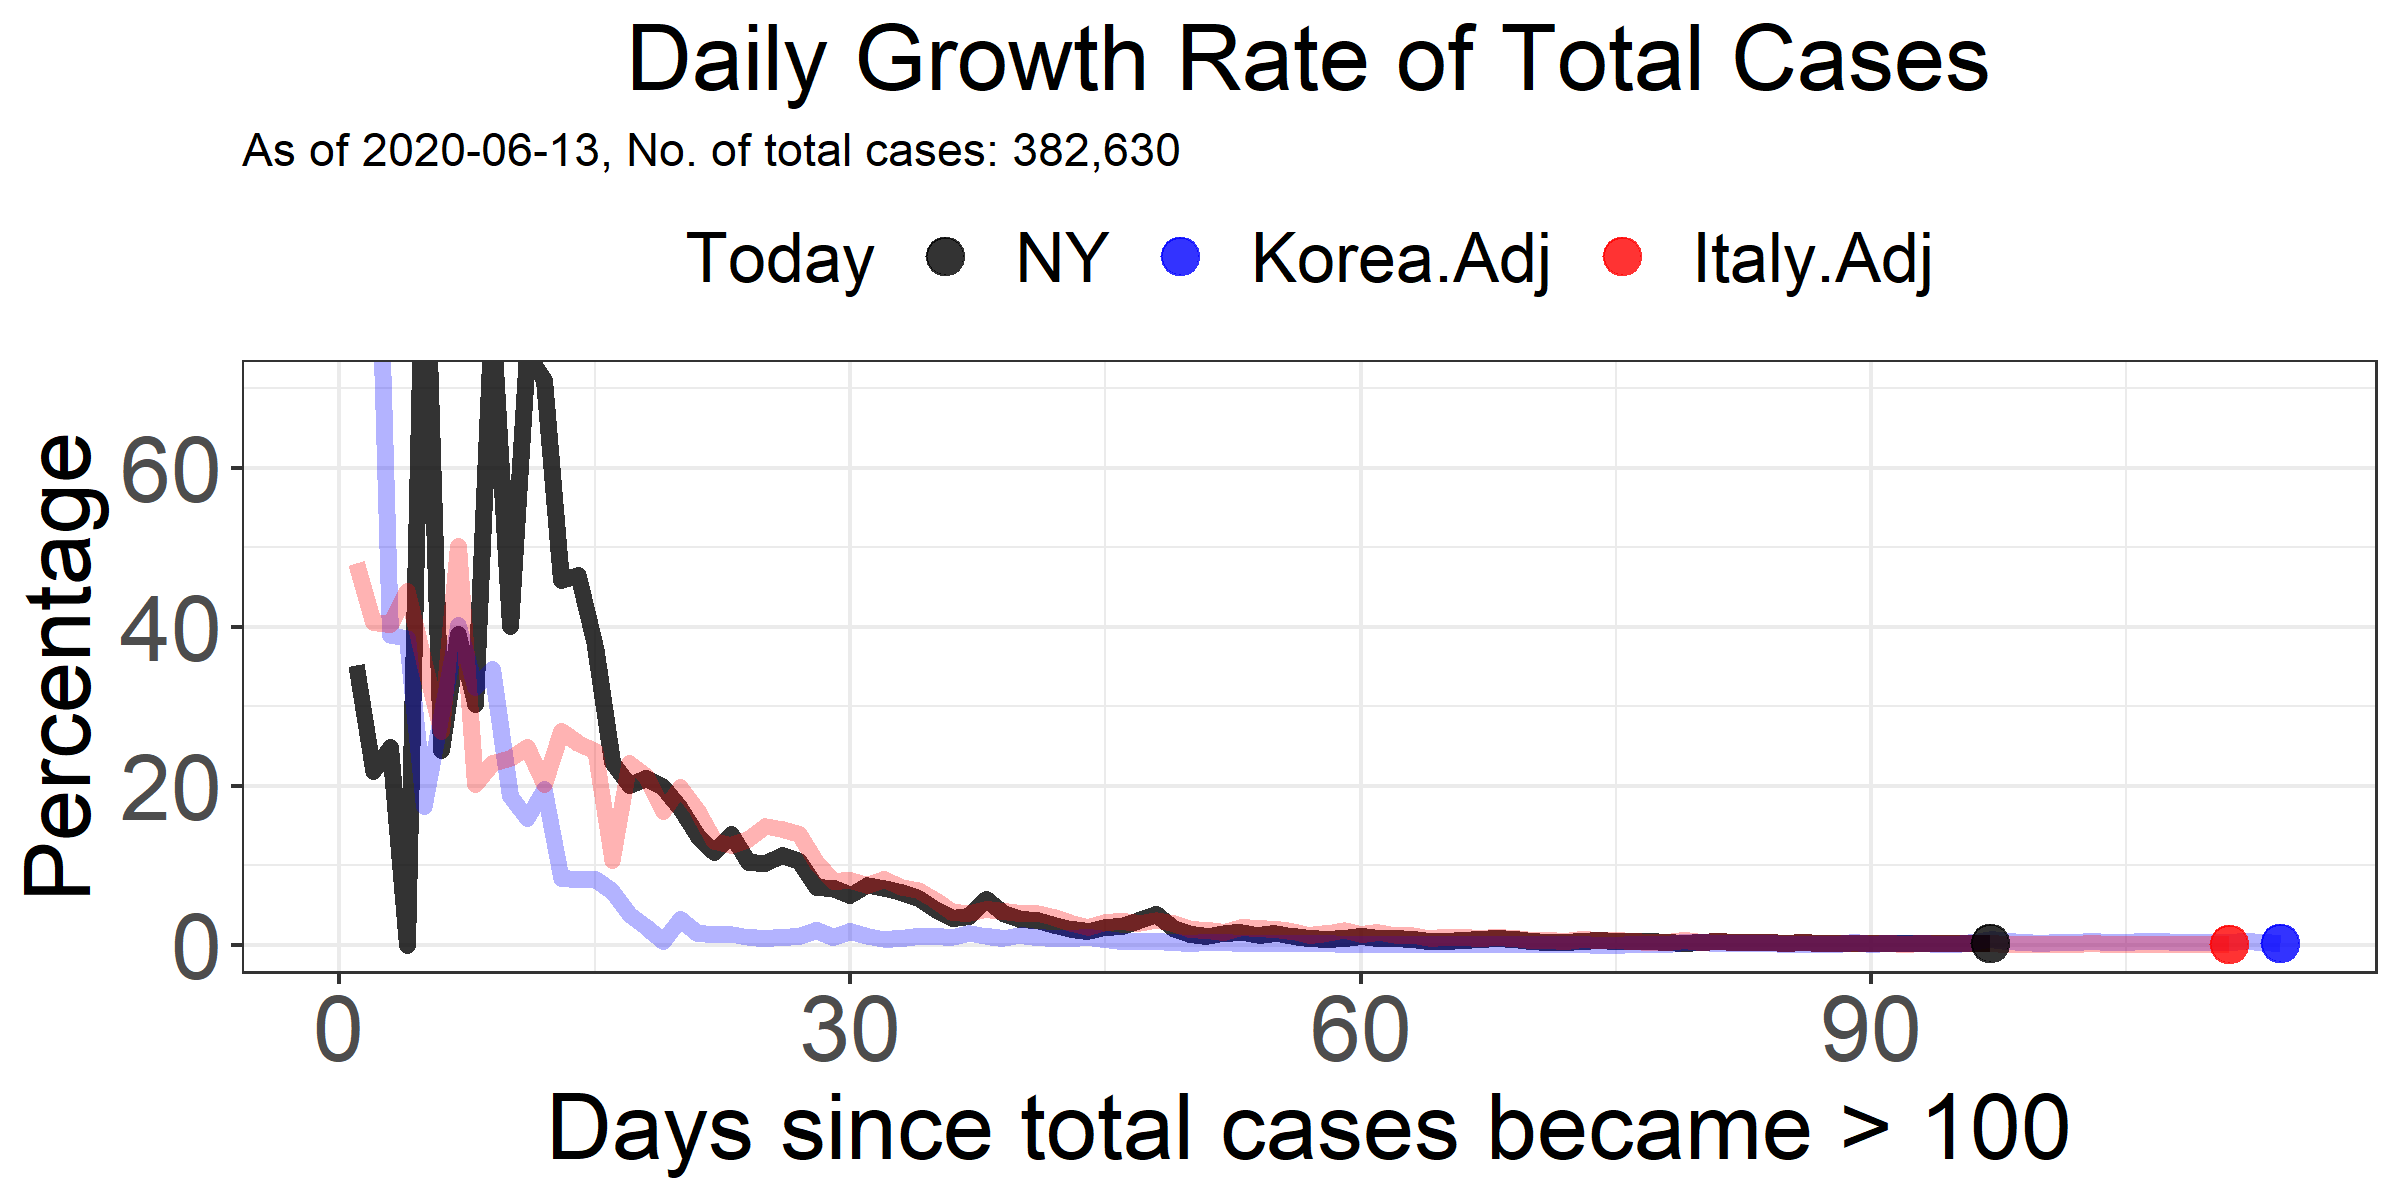 Daily Growth Rate of Total Cases
As of 2020-06-13, No. of total cases: 382,630
Today NY Korea.Adj Italy.Adj
Percentage
60
40
20
0
0 30 60 90
Days since total cases became > 100